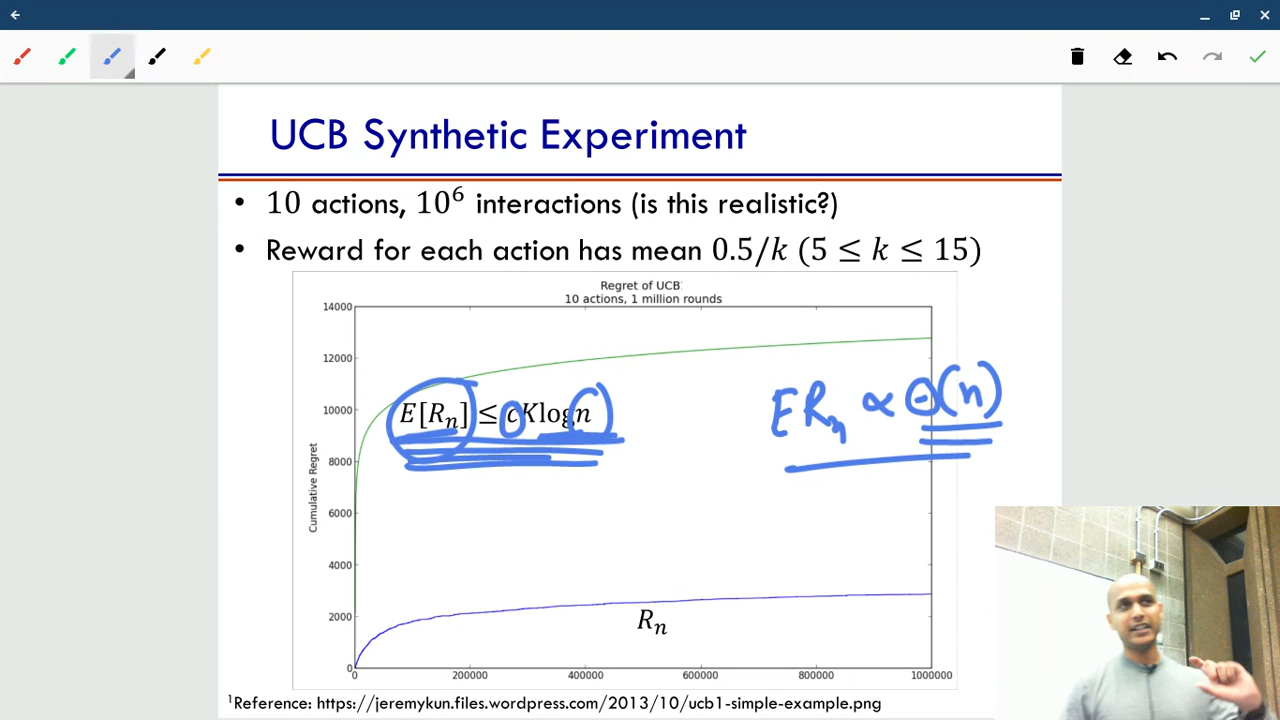 UCB Synthetic Experiment
• 10 actions, 10⁶ interactions (is this realistic?)
• Reward for each action has mean 0.5/k (5 ≤ k ≤ 15)
Regret of UCB
10 actions, 1 million rounds
14000
12000
10000
8000
6000
4000
2000
0
Cumulative Regret
E[Rₙ] ≤ cKlogn
ERₙ ∝ Θ(n)
Rₙ
0 200000 400000 600000 800000 1000000
¹Reference: https://jeremykun.files.wordpress.com/2013/10/ucb1-simple-example.png